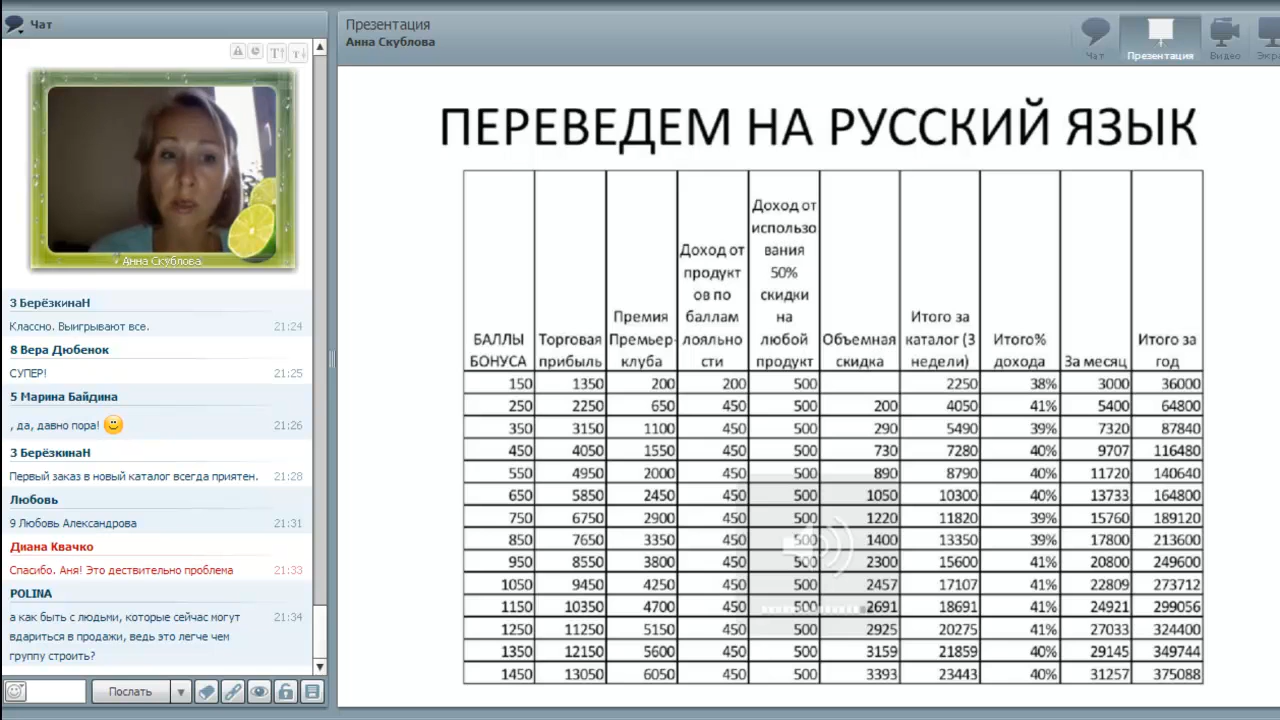 Чат
Анна Скублова
3 БерёзкинаН
Классно. Выигрывают все. 21:24
8 Вера Дюбенок
СУПЕР! 21:25
5 Марина Байдина
, да, давно пора! 21:26
3 БерёзкинаН
Первый заказ в новый каталог всегда приятен. 21:28
Любовь
9 Любовь Александрова 21:31
Диана Квачко
Спасибо. Аня! Это дествительно проблема 21:33
POLINA
а как быть с людьми, которые сейчас могут 21:34
вдариться в продажи, ведь это легче чем
группу строить?
Послать
Презентация
Анна Скублова
Чат Презентация Видео Экра
ПЕРЕВЕДЕМ НА РУССКИЙ ЯЗЫК
БАЛЛЫ БОНУСА Торговая прибыль Премия Премьер-клуба Доход от продуктов по баллам лояльности Доход от использования 50% скидки на любой продукт Объемная скидка Итого за каталог (3 недели) Итого% дохода За месяц Итого за год
150 1350 200 200 500 2250 38% 3000 36000
250 2250 650 450 500 200 4050 41% 5400 64800
350 3150 1100 450 500 290 5490 39% 7320 87840
450 4050 1550 450 500 730 7280 40% 9707 116480
550 4950 2000 450 500 890 8790 40% 11720 140640
650 5850 2450 450 500 1050 10300 40% 13733 164800
750 6750 2900 450 500 1220 11820 39% 15760 189120
850 7650 3350 450 500 1400 13350 39% 17800 213600
950 8550 3800 450 500 2300 15600 41% 20800 249600
1050 9450 4250 450 500 2457 17107 41% 22809 273712
1150 10350 4700 450 500 2691 18691 41% 24921 299056
1250 11250 5150 450 500 2925 20275 41% 27033 324400
1350 12150 5600 450 500 3159 21859 40% 29145 349744
1450 13050 6050 450 500 3393 23443 40% 31257 375088